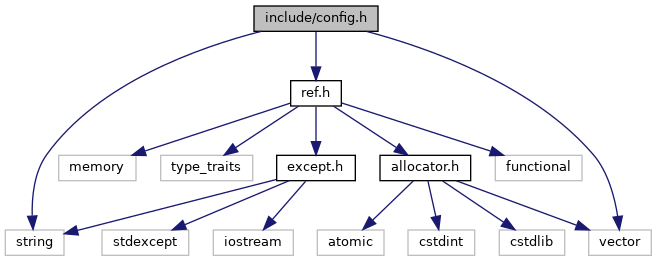 include/config.h
ref.h
memory
type_traits
except.h
allocator.h
functional
string
stdexcept
iostream
atomic
cstdint
cstdlib
vector